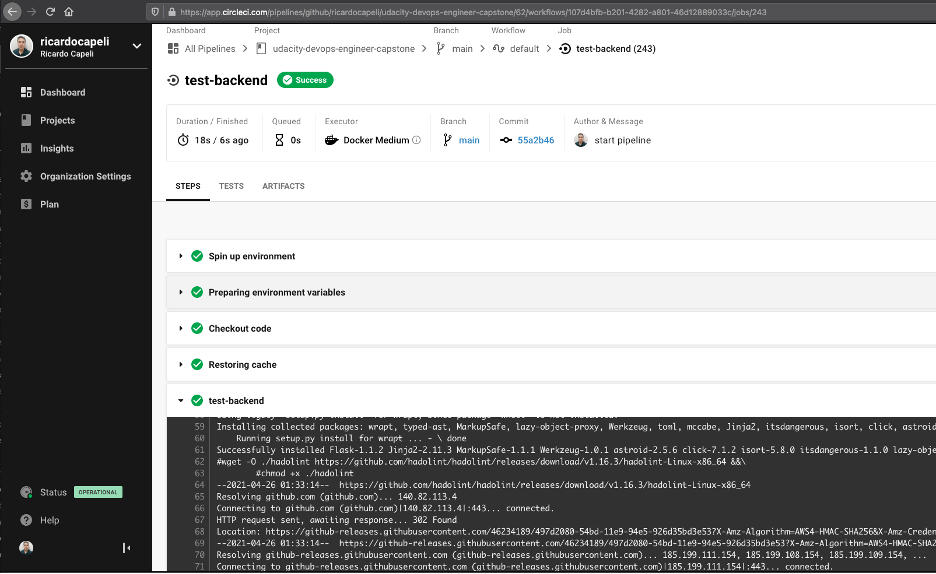 https://app.circleci.com/pipelines/github/ricardocapeli/udacity-devops-engineer-capstone/62/workflows/107d4bfb-b201-4282-a801-46d12889033c/jobs/243
ricardocapeli
Ricardo Capeli
Dashboard
Projects
Insights
Organization Settings
$ Plan
Status OPERATIONAL
? Help
Dashboard Project Branch Workflow Job
All Pipelines > udacity-devops-engineer-capstone > main > default > test-backend (243)
test-backend Success
Duration / Finished Queued Executor Branch Commit Author & Message
18s / 6s ago 0s Docker Medium main 55a2b46 start pipeline
STEPS TESTS ARTIFACTS
Spin up environment
Preparing environment variables
Checkout code
Restoring cache
test-backend
59 Installing collected packages: wrapt, typed-ast, MarkupSafe, lazy-object-proxy, Werkzeug, toml, mccabe, Jinja2, itsdangerous, isort, click, astroid
60 Running setup.py install for wrapt ... - \ done
61 Successfully installed Flask-1.1.2 Jinja2-2.11.3 MarkupSafe-1.1.1 Werkzeug-1.0.1 astroid-2.5.6 click-7.1.2 isort-5.8.0 itsdangerous-1.1.0 lazy-objec
62 #wget -O ./hadolint https://github.com/hadolint/hadolint/releases/download/v1.16.3/hadolint-Linux-x86_64 &&\
63 #chmod +x ./hadolint
64 --2021-04-26 01:33:14-- https://github.com/hadolint/hadolint/releases/download/v1.16.3/hadolint-Linux-x86_64
65 Resolving github.com (github.com)... 140.82.113.4
66 Connecting to github.com (github.com)|140.82.113.4|:443... connected.
67 HTTP request sent, awaiting response... 302 Found
68 Location: https://github-releases.githubusercontent.com/46234189/497d2080-54bd-11e9-94e5-926d35bd3e53?X-Amz-Algorithm=AWS4-HMAC-SHA256&X-Amz-Creden
69 --2021-04-26 01:33:14-- https://github-releases.githubusercontent.com/46234189/497d2080-54bd-11e9-94e5-926d35bd3e53?X-Amz-Algorithm=AWS4-HMAC-SHA2
70 Resolving github-releases.githubusercontent.com (github-releases.githubusercontent.com)... 185.199.111.154, 185.199.108.154, 185.199.109.154, ...
71 Connecting to github-releases.githubusercontent.com (github-releases.githubusercontent.com)|185.199.111.154|:443... connected.